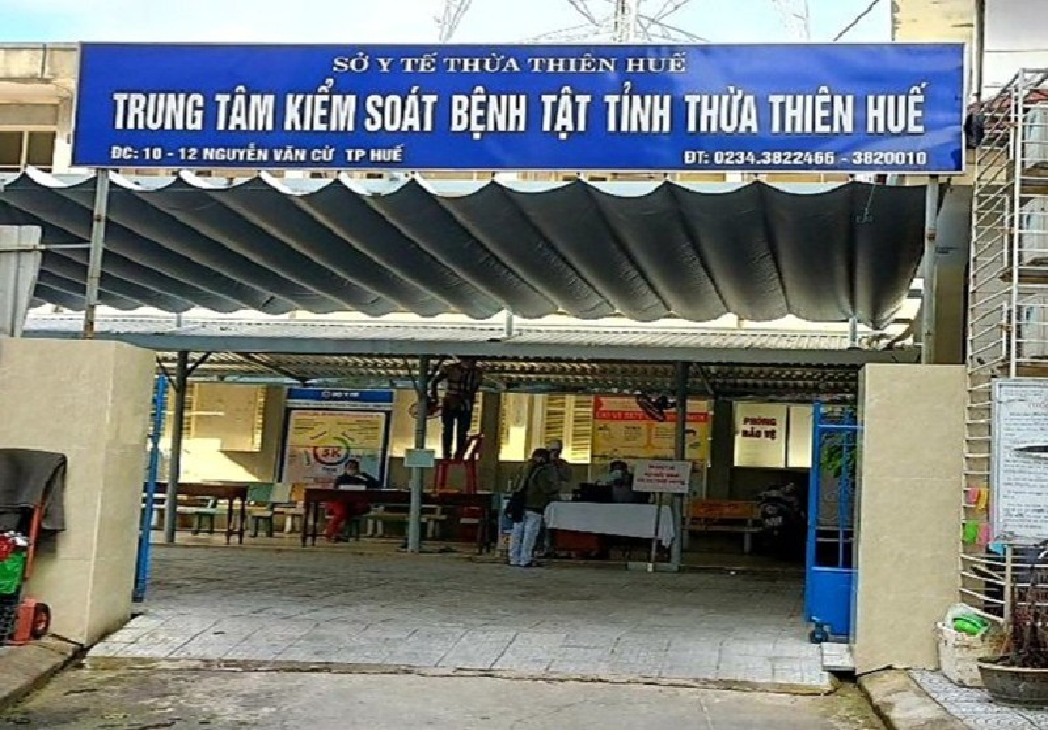 SỞ Y TẾ THỪA THIÊN HUẾ
TRUNG TÂM KIỂM SOÁT BỆNH TẬT TỈNH THỪA THIÊN HUẾ
ĐC: 10 - 12 NGUYỄN VĂN CỪ TP HUẾ
ĐT: 0234.3822466 - 3820010
5K
PHÒNG
BẢO VỆ